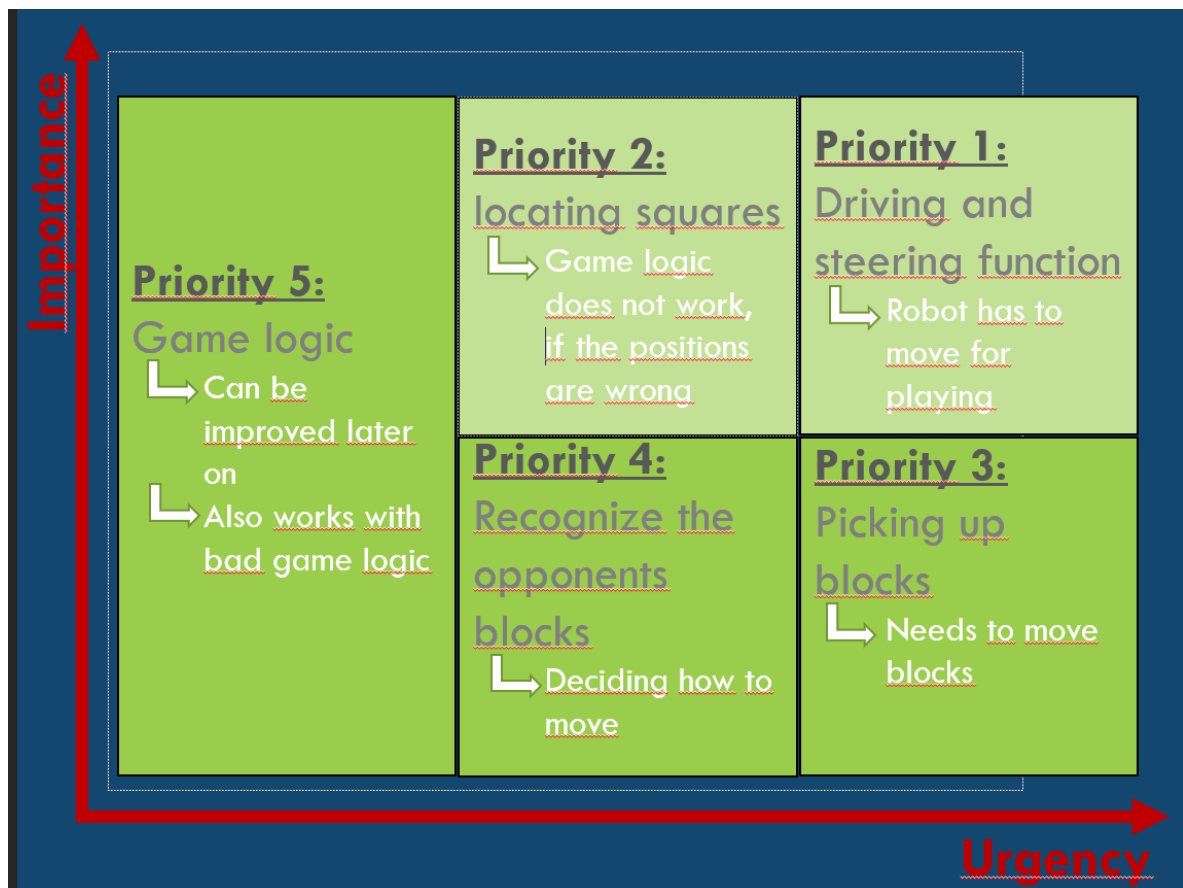 Importance
Priority 5:
Game logic
Can be
improved later
on
Also works with
bad game logic
Priority 2:
locating squares
Game logic
does not work,
if the positions
are wrong
Priority 1:
Driving and
steering function
Robot has to
move for
playing
Priority 4:
Recognize the
opponents
blocks
Deciding how to
move
Priority 3:
Picking up
blocks
Needs to move
blocks
Urgency